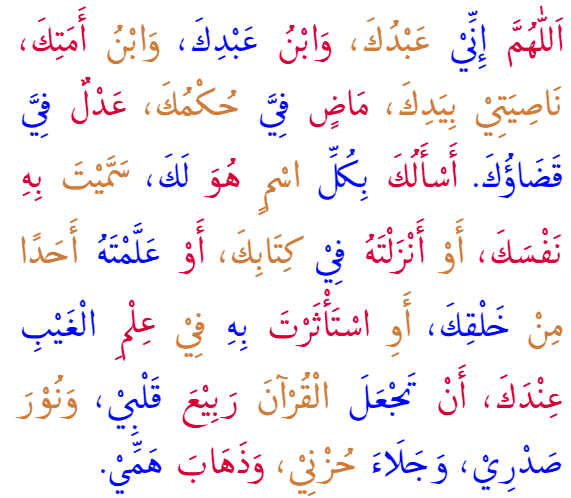 اَللّٰهُمَّ إِنِّيْ عَبْدُكَ، وَابْنُ عَبْدِكَ، وَابْنُ أَمَتِكَ،
نَاصِيَتِيْ بِيَدِكَ، مَاضٍ فِيَّ حُكْمُكَ، عَدْلٌ فِيَّ
قَضَاؤُكَ. أَسْأَلُكَ بِكُلِّ اسْمٍ هُوَ لَكَ، سَمَّيْتَ بِهِ
نَفْسَكَ، أَوْ أَنْزَلْتَهُ فِيْ كِتَابِكَ، أَوْ عَلَّمْتَهُ أَحَدًا
مِنْ خَلْقِكَ، أَوِ اسْتَأْثَرْتَ بِهِ فِيْ عِلْمِ الْغَيْبِ
عِنْدَكَ، أَنْ تَجْعَلَ الْقُرْآنَ رَبِيْعَ قَلْبِيْ، وَنُوْرَ
صَدْرِيْ، وَجَلَاءَ حُزْنِيْ، وَذَهَابَ هَمِّيْ.